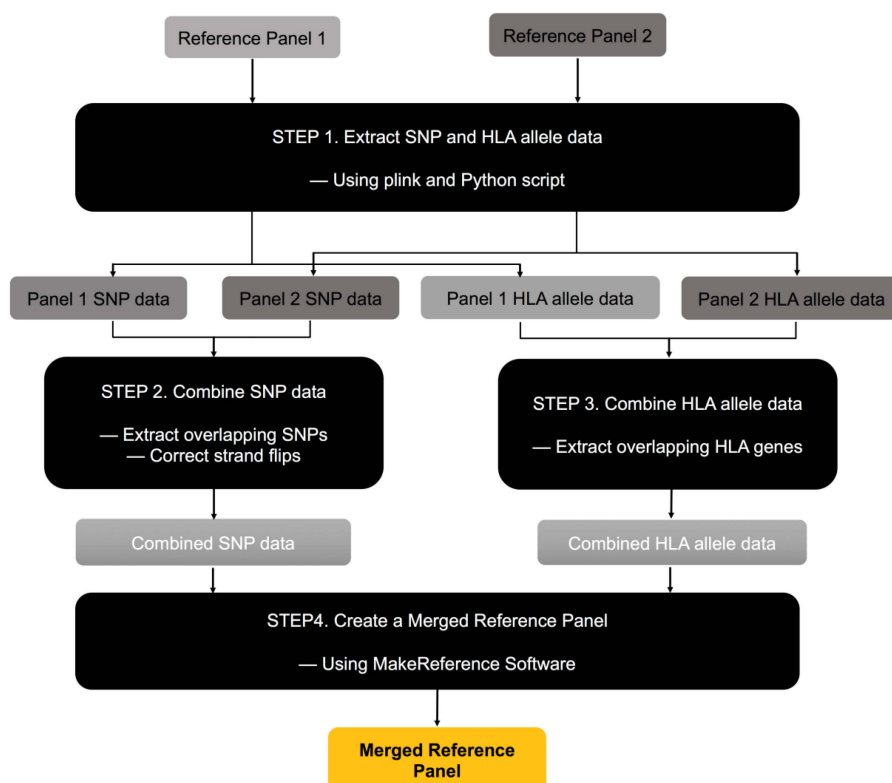 Reference Panel 1
Reference Panel 2
STEP 1. Extract SNP and HLA allele data
— Using plink and Python script
Panel 1 SNP data
Panel 2 SNP data
Panel 1 HLA allele data
Panel 2 HLA allele data
STEP 2. Combine SNP data
— Extract overlapping SNPs
— Correct strand flips
STEP 3. Combine HLA allele data
— Extract overlapping HLA genes
Combined SNP data
Combined HLA allele data
STEP4. Create a Merged Reference Panel
— Using MakeReference Software
Merged Reference
Panel